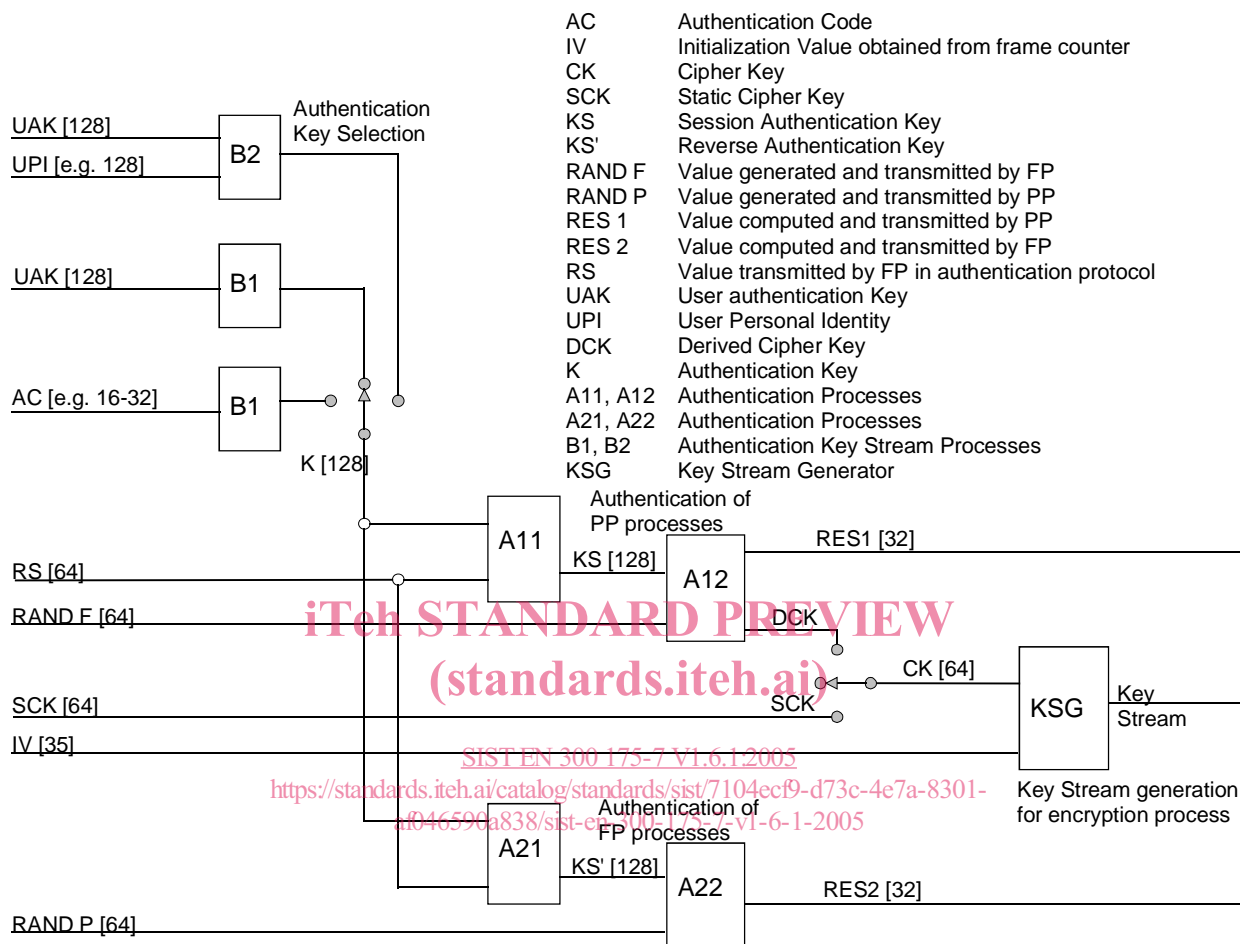 AC Authentication Code
IV Initialization Value obtained from frame counter
CK Cipher Key
SCK Static Cipher Key
KS Session Authentication Key
KS' Reverse Authentication Key
RAND F Value generated and transmitted by FP
RAND P Value generated and transmitted by PP
RES 1 Value computed and transmitted by PP
RES 2 Value computed and transmitted by FP
RS Value transmitted by FP in authentication protocol
UAK User authentication Key
UPI User Personal Identity
DCK Derived Cipher Key
K Authentication Key
A11, A12 Authentication Processes
A21, A22 Authentication Processes
B1, B2 Authentication Key Stream Processes
KSG Key Stream Generator
Authentication
Key Selection
UAK [128]
UPI [e.g. 128]
B2
UAK [128]
B1
AC [e.g. 16-32]
B1
K [128]
Authentication of
PP processes
A11
KS [128]
A12
RES1 [32]
RS [64]
RAND F [64]
DCK
iTeh STANDARD PREVIEW
(standards.iteh.ai)
CK [64]
SCK [64]
SCK
KSG
Key
Stream
IV [35]
SIST EN 300 175-7 V1.6.1:2005
https://standards.iteh.ai/catalog/standards/sist/7104ecf9-d73c-4e7a-8301-
af046590a838/sist-en-300-175-7-v1-6-1-2005
Key Stream generation
for encryption process
Authentication of
FP processes
A21
KS' [128]
A22
RES2 [32]
RAND P [64]